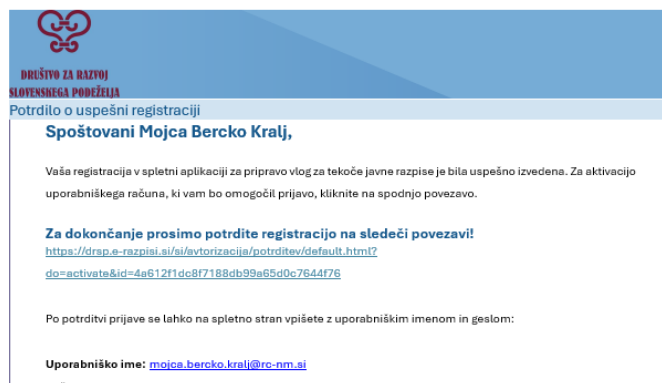 DRUŠTVO ZA RAZVOJ
SLOVENSKEGA PODEŽELJA
Potrdilo o uspešni registraciji
Spoštovani Mojca Bercko Kralj,
Vaša registracija v spletni aplikaciji za pripravo vlog za tekoče javne razpise je bila uspešno izvedena. Za aktivacijo
uporabniškega računa, ki vam bo omogočil prijavo, kliknite na spodnjo povezavo.
Za dokončanje prosimo potrdite registracijo na sledeči povezavi!
https://drsp.e-razpisi.si/si/avtorizacija/potrditev/default.html?
do=activate&id=4a612f1dc8f7188db99a65d0c7644f76
Po potrditvi prijave se lahko na spletno stran vpišete z uporabniškim imenom in geslom:
Uporabniško ime: mojca.bercko.kralj@rc-nm.si